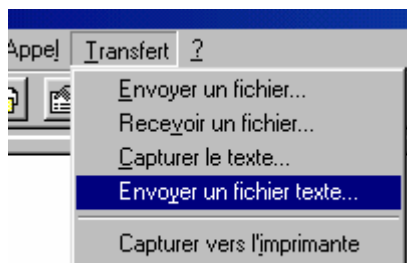 Appel Transfert ?
Envoyer un fichier...
Recevoir un fichier...
Capturer le texte...
Envoyer un fichier texte...
Capturer vers l'imprimante